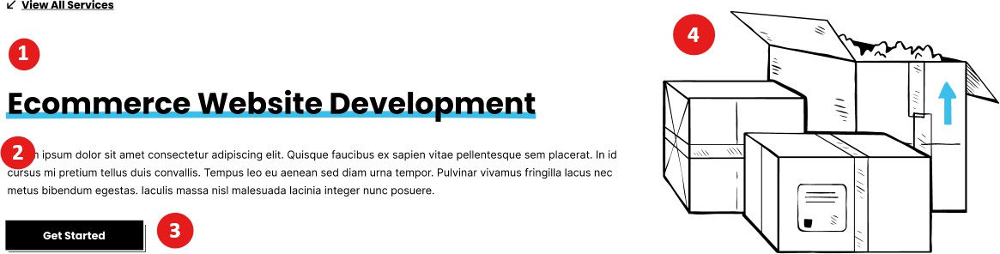 View All Services
1
Ecommerce Website Development
2
ipsum dolor sit amet consectetur adipiscing elit. Quisque faucibus ex sapien vitae pellentesque sem placerat. In id
cursus mi pretium tellus duis convallis. Tempus leo eu aenean sed diam urna tempor. Pulvinar vivamus fringilla lacus nec
metus bibendum egestas. Iaculis massa nisl malesuada lacinia integer nunc posuere.
Get Started
3
4